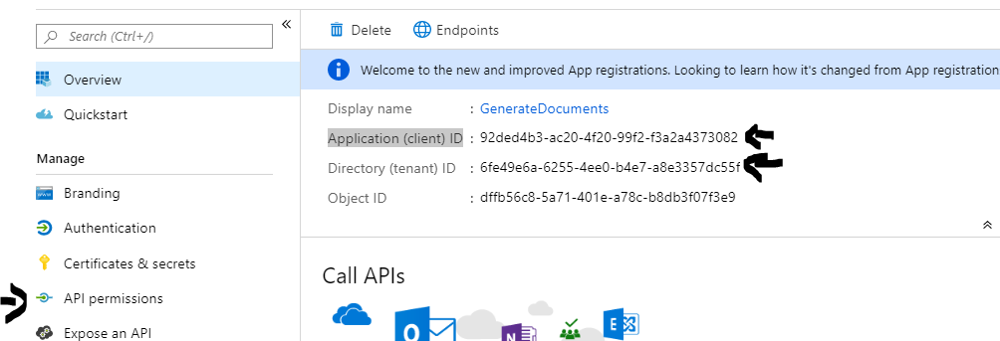 Search (Ctrl+/)
«
Overview
Quickstart
Manage
Branding
Authentication
Certificates & secrets
API permissions
Expose an API
Delete
Endpoints
Welcome to the new and improved App registrations. Looking to learn how it's changed from App registration
Display name : GenerateDocuments
Application (client) ID : 92ded4b3-ac20-4f20-99f2-f3a2a4373082
Directory (tenant) ID : 6fe49e6a-6255-4ee0-b4e7-a8e3357dc55f
Object ID : dffb56c8-5a71-401e-a78c-b8db3f07f3e9
Call APIs